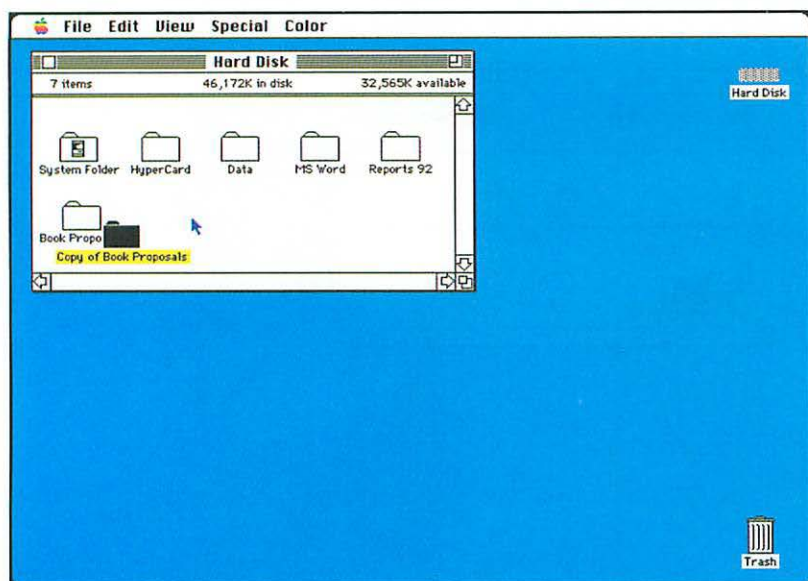 File Edit View Special Color
Hard Disk
7 items 46,172K in disk 32,565K available
Hard Disk
System Folder HyperCard Data MS Word Reports 92
Book Propo
Copy of Book Proposals
Trash